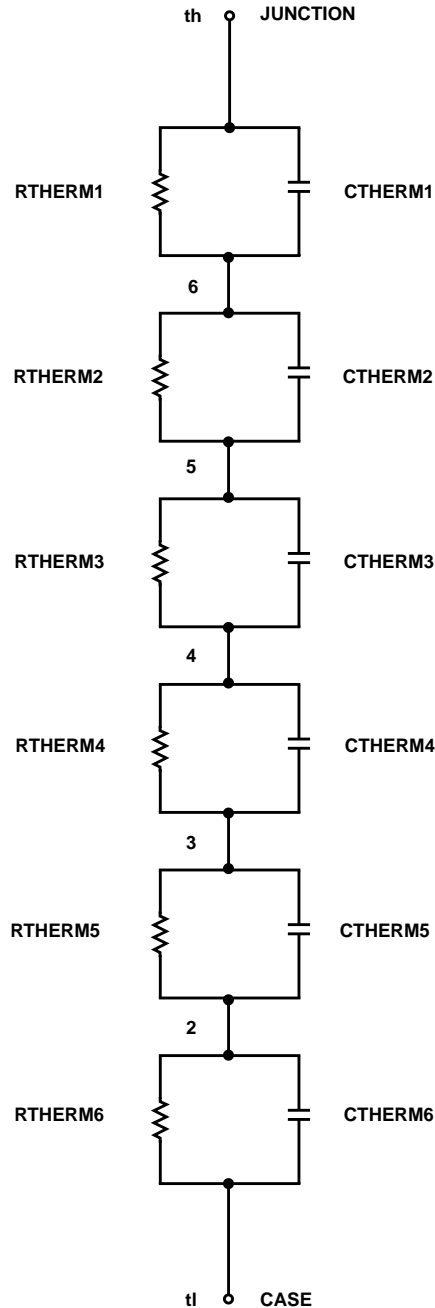 th JUNCTION
RTHERM1 CTHERM1
6
RTHERM2 CTHERM2
5
RTHERM3 CTHERM3
4
RTHERM4 CTHERM4
3
RTHERM5 CTHERM5
2
RTHERM6 CTHERM6
tl CASE